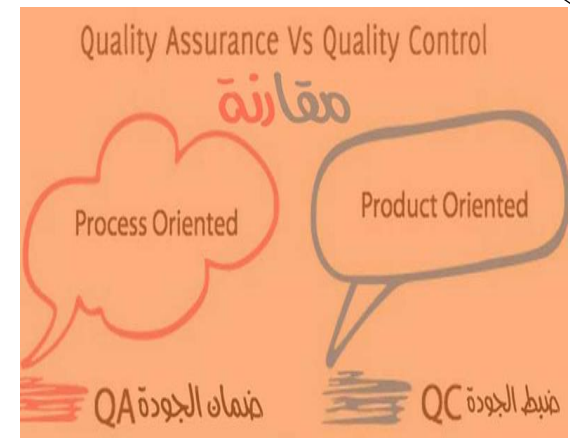 Quality Assurance Vs Quality Control
مقارنة
Process Oriented
Product Oriented
ضمان الجودة QA
ضبط الجودة QC